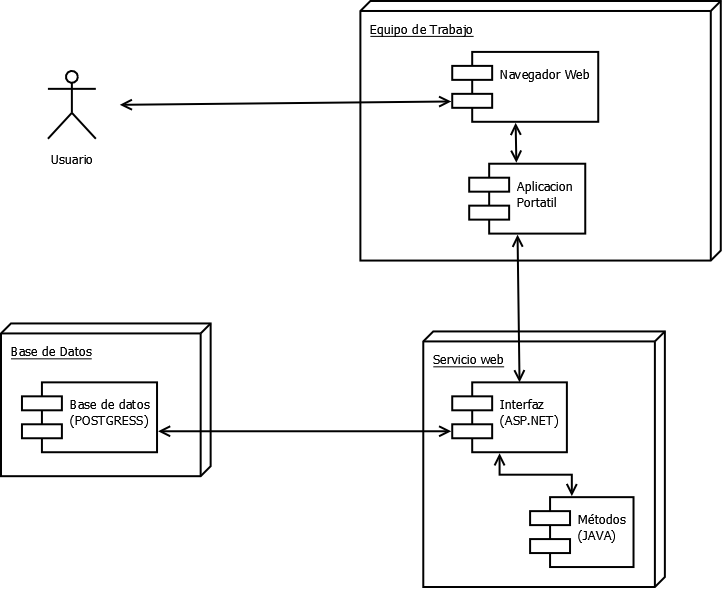 Equipo de Trabajo
Navegador Web
Usuario
Aplicacion
Portatil
Base de Datos
Base de datos
(POSTGRESS)
Servicio web
Interfaz
(ASP.NET)
Métodos
(JAVA)